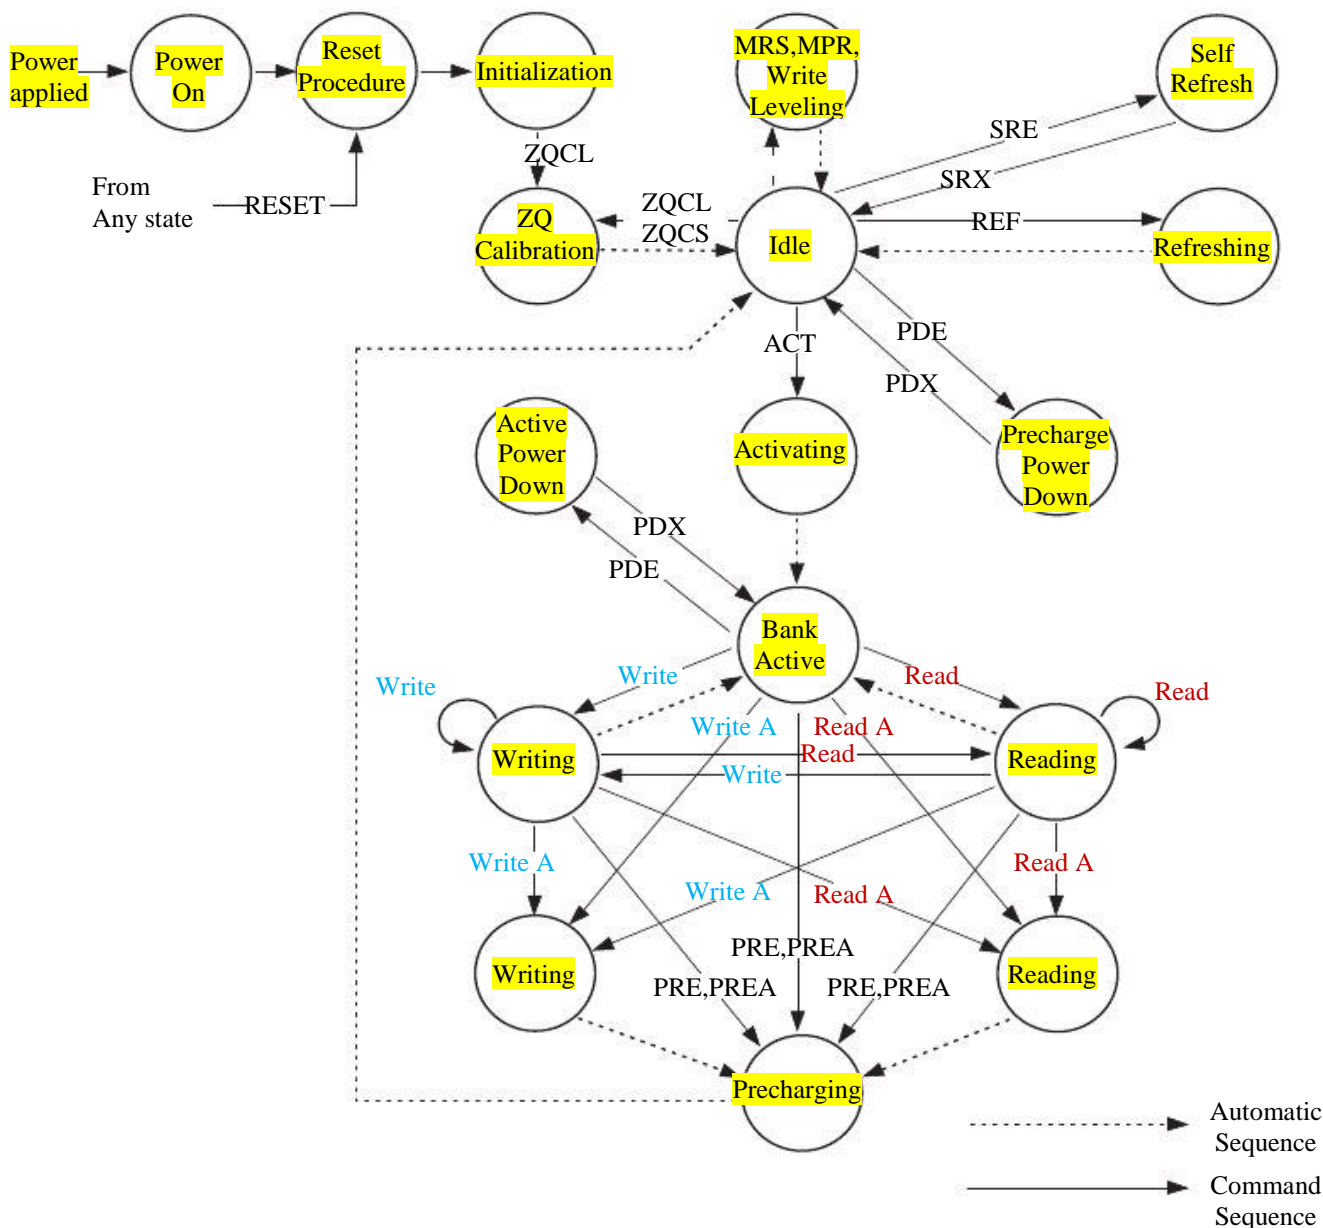 Power
applied
Power
On
Reset
Procedure
Initialization
MRS,MPR,
Write
Leveling
Self
Refresh
ZQCL
SRE
SRX
From
Any state
RESET
ZQ
Calibration
ZQCL
ZQCS
Idle
REF
Refreshing
ACT
PDE
PDX
Active
Power
Down
Activating
Precharge
Power
Down
PDX
PDE
Bank
Active
Write
Write
Read
Read
Write A
Read A
Writing
Read
Write
Reading
Write A
Write A
Read A
Read A
Writing
PRE,PREA
PRE,PREA
PRE,PREA
Reading
Precharging
Automatic
Sequence
Command
Sequence